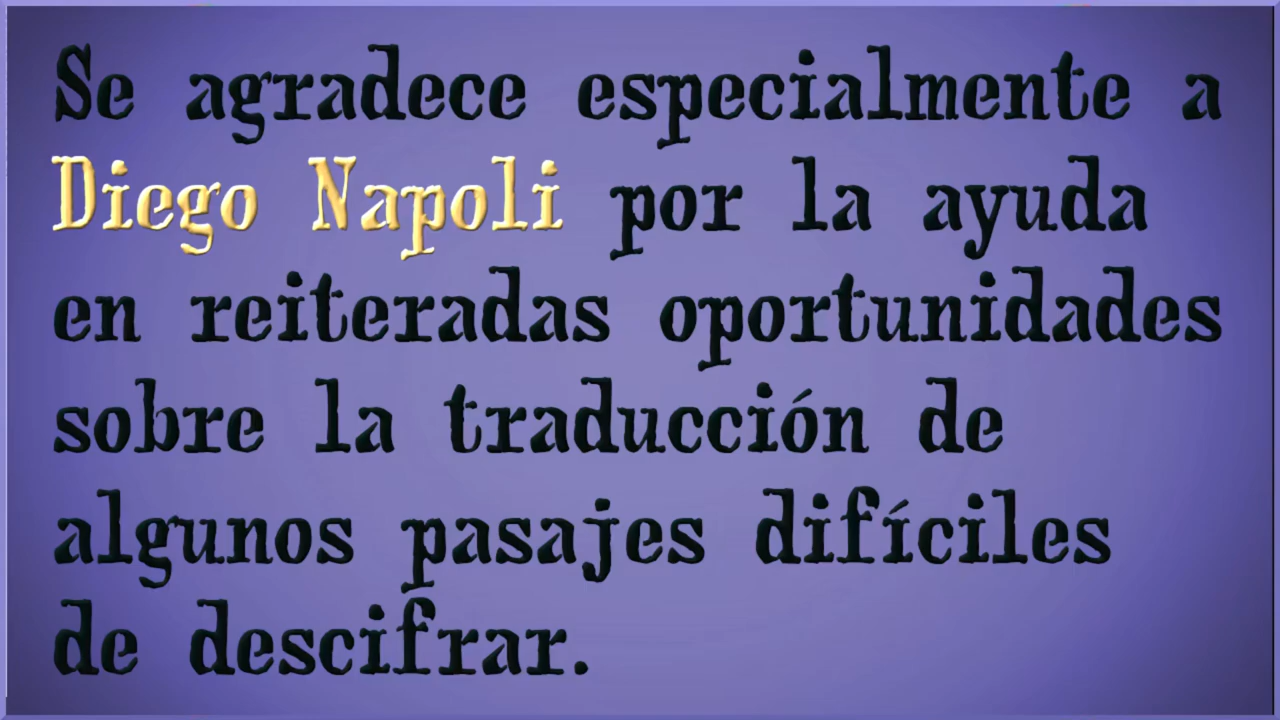 Se agradece especialmente a
Diego Napoli por la ayuda
en reiteradas oportunidades
sobre la traducción de
algunos pasajes difíciles
de descifrar.